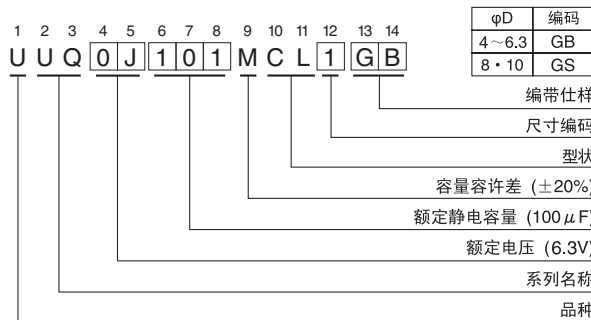 1 2 3 4 5 6 7 8 9 10 11 12 13 14
U U Q 0 J 1 0 1 M C L 1 G B
φD 编码
4～6.3 GB
8・10 GS
编带仕样
尺寸编码
型状
容量容许差 (±20%)
额定静电容量 (100μF)
额定电压 (6.3V)
系列名称
品种